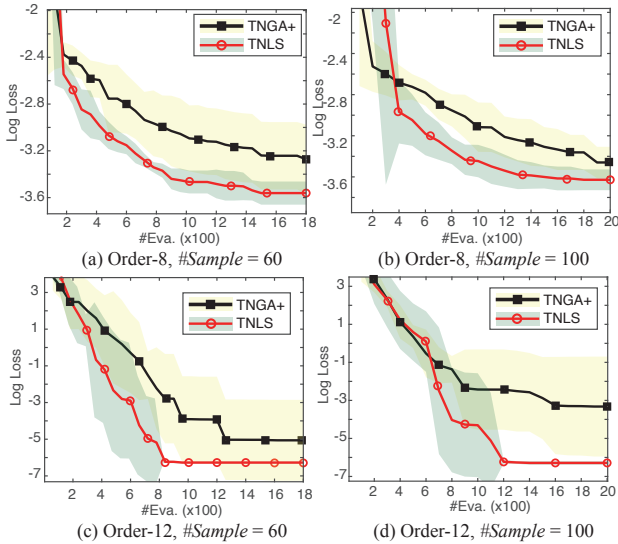 -2
-2.4
-2.8
-3.2
-3.6
Log Loss
TNGA+
TNLS
2 4 6 8 10 12 14 16 18
#Eva. (x100)
(a) Order-8, #Sample = 60
-2
-2.4
-2.8
-3.2
-3.6
Log Loss
TNGA+
TNLS
2 4 6 8 10 12 14 16 18 20
#Eva. (x100)
(b) Order-8, #Sample = 100
3
1
-1
-3
-5
-7
Log Loss
TNGA+
TNLS
2 4 6 8 10 12 14 16 18
#Eva. (x100)
(c) Order-12, #Sample = 60
3
1
-1
-3
-5
-7
Log Loss
TNGA+
TNLS
2 4 6 8 10 12 14 16 20
#Eva. (x100)
(d) Order-12, #Sample = 100